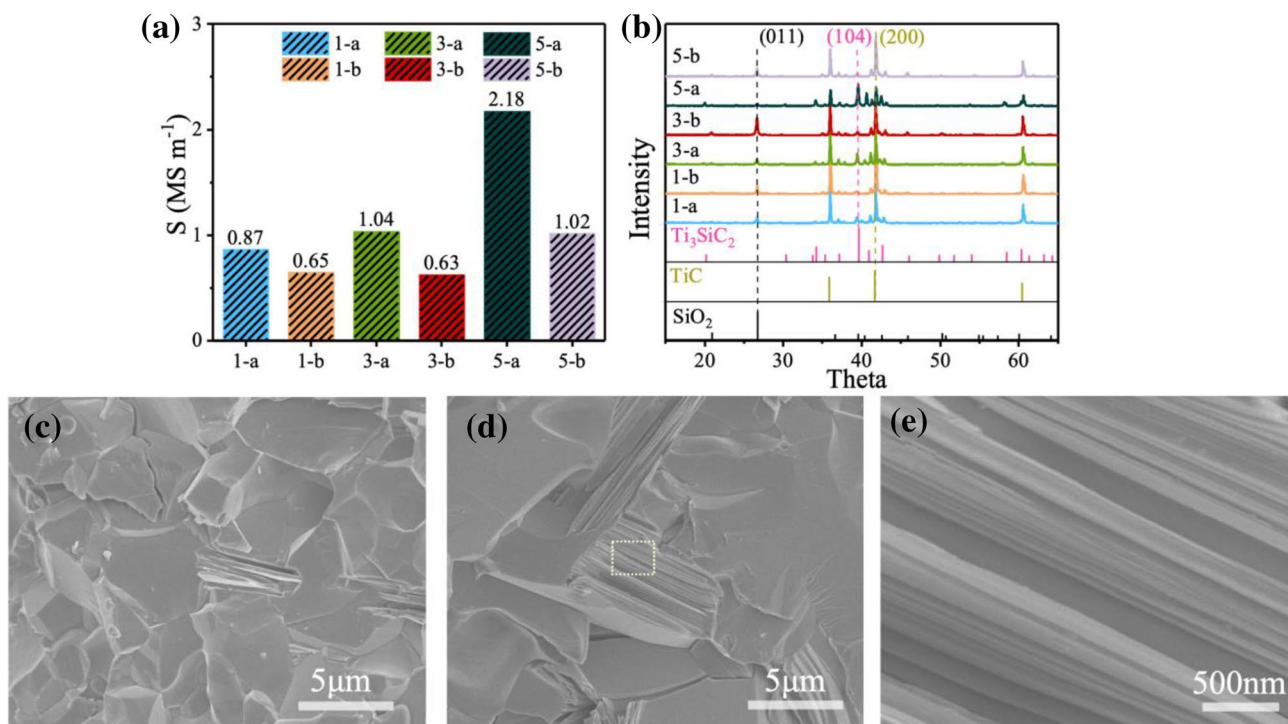 (a)
3
2
1
0
S (MS m⁻¹)
1-a
3-a
5-a
1-b
3-b
5-b
0.87
0.65
1.04
0.63
2.18
1.02
1-a
1-b
3-a
3-b
5-a
5-b
(b)
Intensity
(011)
(104)
(200)
5-b
5-a
3-b
3-a
1-b
1-a
Ti₃SiC₂
TiC
SiO₂
20
30
40
50
60
Theta
(c)
5μm
(d)
5μm
(e)
500nm